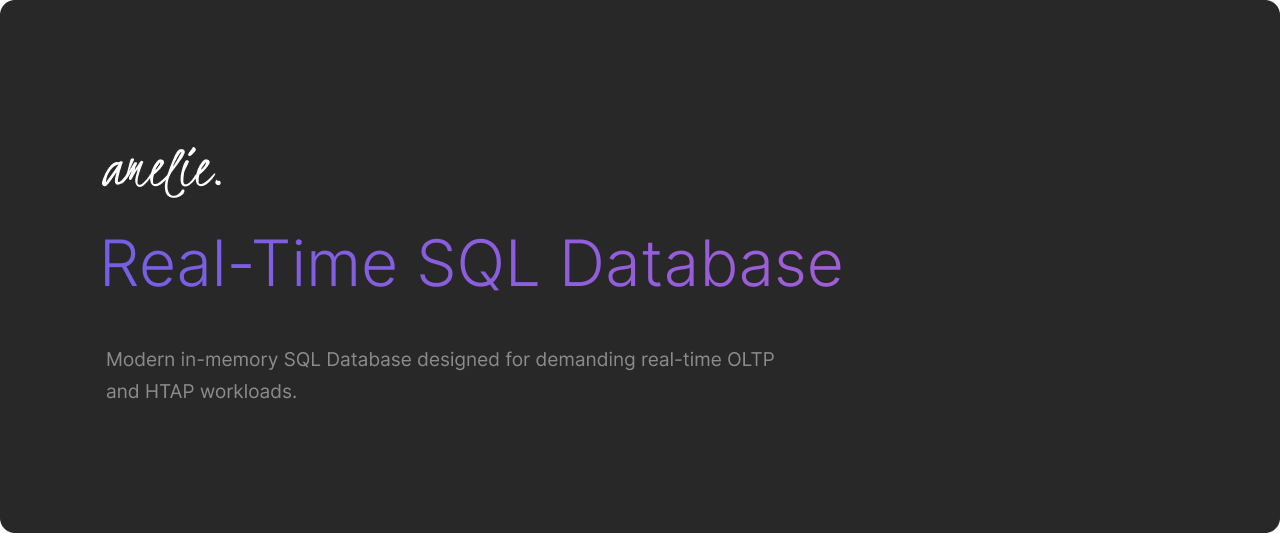 amelie.
Real-Time SQL Database
Modern in-memory SQL Database designed for demanding real-time OLTP
and HTAP workloads.